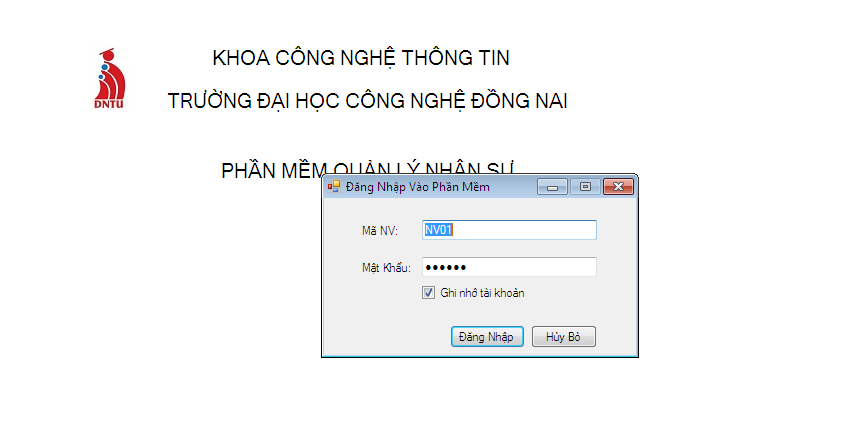 KHOA CÔNG NGHỆ THÔNG TIN
DNTU
TRƯỜNG ĐẠI HỌC CÔNG NGHỆ ĐỒNG NAI
PHẦN MỀM QUẢN LÝ NHÂN SỰ
Đăng Nhập Vào Phần Mềm
Mã NV: NV01
Mật Khẩu: ●●●●●●
Ghi nhớ tài khoản
Đăng Nhập Hủy Bỏ